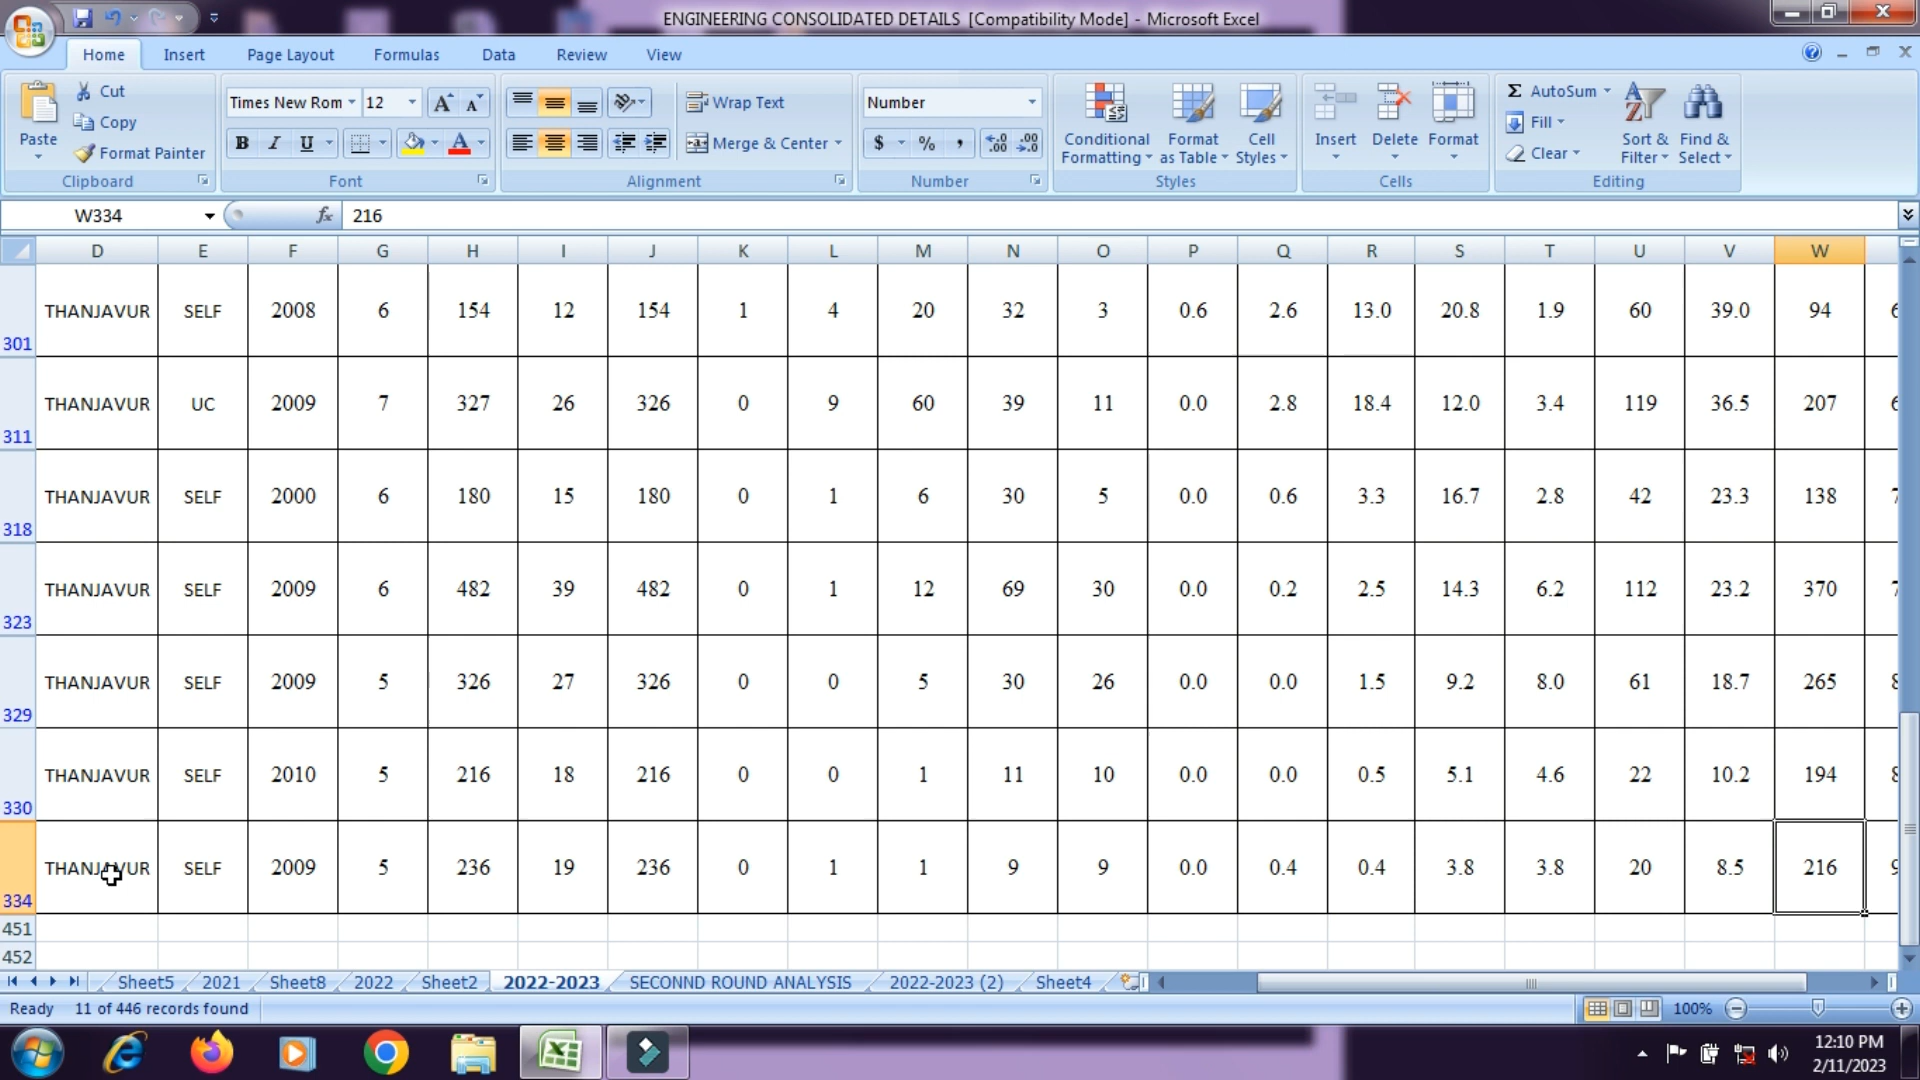 ENGINEERING CONSOLIDATED DETAILS [Compatibility Mode] - Microsoft Excel
Home Insert Page Layout Formulas Data Review View
Paste Cut Copy Format Painter Clipboard
Times New Rom 12 B I U Font
Wrap Text Merge & Center Alignment
Number $ % , Number
Conditional Formatting Format as Table Cell Styles Styles
Insert Delete Format Cells
Σ AutoSum Fill Clear Sort & Filter Find & Select Editing
W334 fx 216
D E F G H I J K L M N O P Q R S T U V W
301 THANJAVUR SELF 2008 6 154 12 154 1 4 20 32 3 0.6 2.6 13.0 20.8 1.9 60 39.0 94
311 THANJAVUR UC 2009 7 327 26 326 0 9 60 39 11 0.0 2.8 18.4 12.0 3.4 119 36.5 207
318 THANJAVUR SELF 2000 6 180 15 180 0 1 6 30 5 0.0 0.6 3.3 16.7 2.8 42 23.3 138
323 THANJAVUR SELF 2009 6 482 39 482 0 1 12 69 30 0.0 0.2 2.5 14.3 6.2 112 23.2 370
329 THANJAVUR SELF 2009 5 326 27 326 0 0 5 30 26 0.0 0.0 1.5 9.2 8.0 61 18.7 265
330 THANJAVUR SELF 2010 5 216 18 216 0 0 1 11 10 0.0 0.0 0.5 5.1 4.6 22 10.2 194
334 THANJAVUR SELF 2009 5 236 19 236 0 1 1 9 9 0.0 0.4 0.4 3.8 3.8 20 8.5 216
451
452
Sheet5 2021 Sheet8 2022 Sheet2 2022-2023 SECONND ROUND ANALYSIS 2022-2023 (2) Sheet4
Ready 11 of 446 records found 100%
12:10 PM
2/11/2023